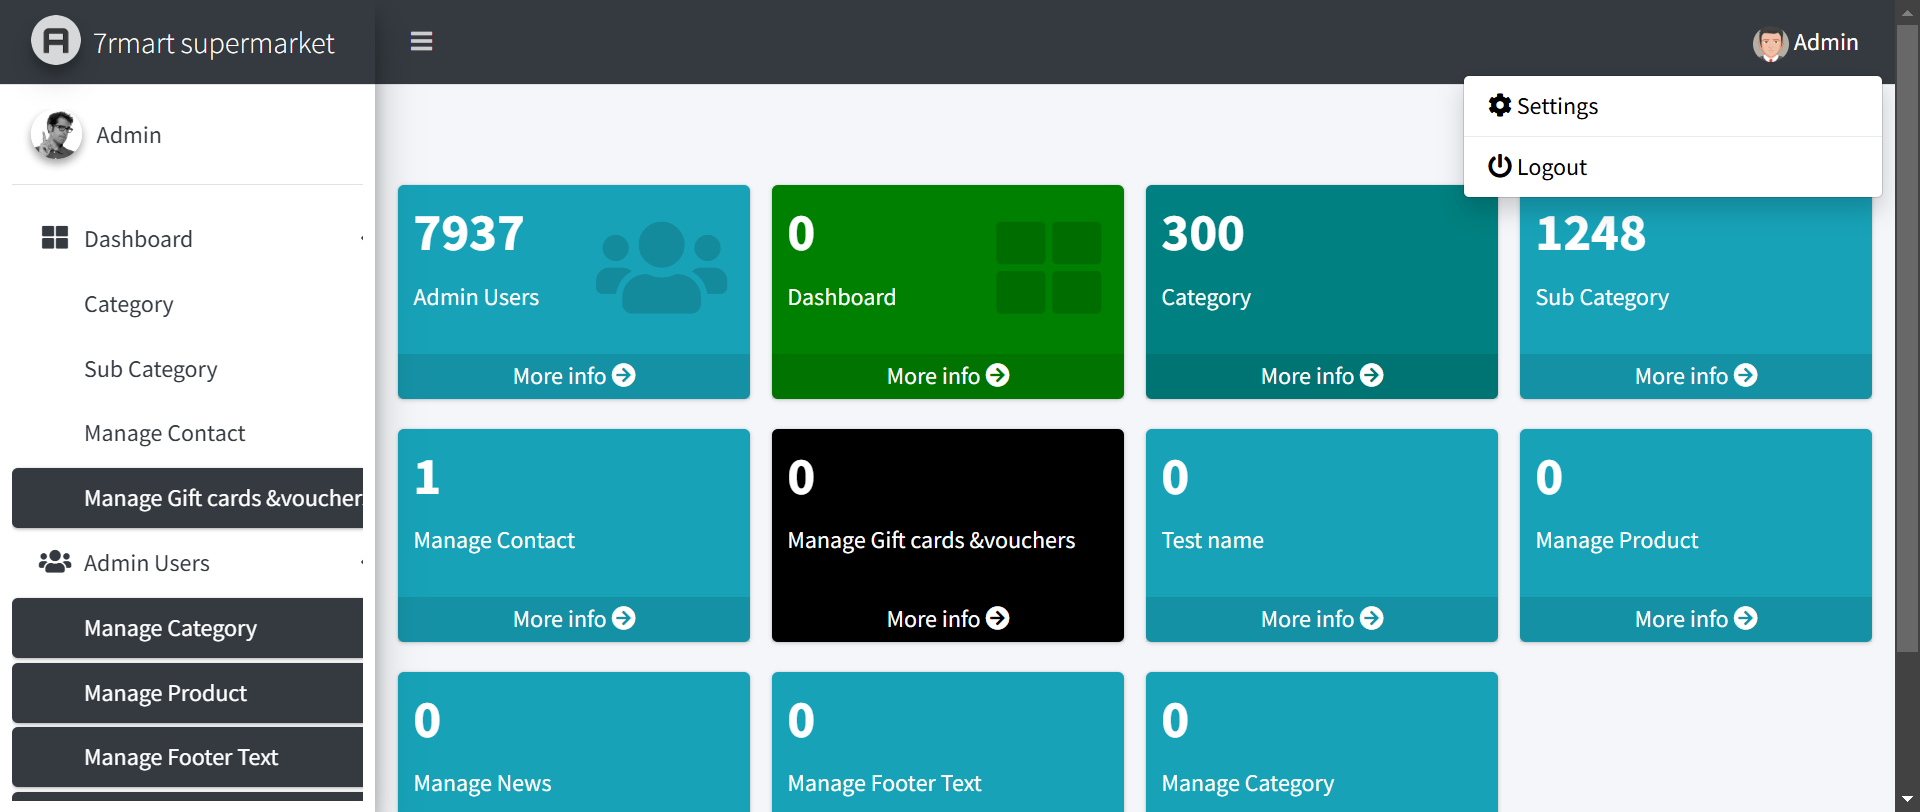 7rmart supermarket
Admin
Settings
Logout
Admin
Dashboard
Category
Sub Category
Manage Contact
Manage Gift cards &voucher
Admin Users
Manage Category
Manage Product
Manage Footer Text
7937
Admin Users
More info
0
Dashboard
More info
300
Category
More info
1248
Sub Category
More info
1
Manage Contact
More info
0
Manage Gift cards &vouchers
More info
0
Test name
More info
0
Manage Product
More info
0
Manage News
0
Manage Footer Text
0
Manage Category